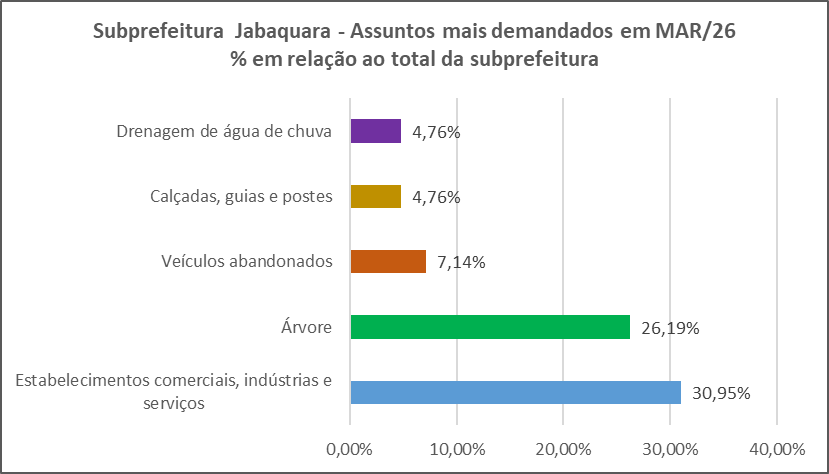 Subprefeitura Jabaquara - Assuntos mais demandados em MAR/26
% em relação ao total da subprefeitura
Drenagem de água de chuva
4,76%
Calçadas, guias e postes
4,76%
Veículos abandonados
7,14%
Árvore
26,19%
Estabelecimentos comerciais, indústrias e
serviços
30,95%
0,00% 10,00% 20,00% 30,00% 40,00%